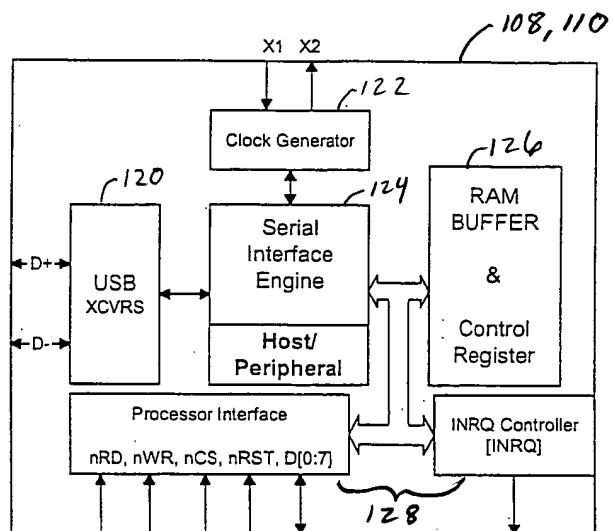 108, 110
X1 X2
122
Clock Generator
120
124
126
USB
XCVRS
Serial
Interface
Engine
Host/
Peripheral
RAM
BUFFER
&
Control
Register
D+
D-
Processor Interface
nRD, nWR, nCS, nRST, D[0:7}
INRQ Controller
[INRQ]
128